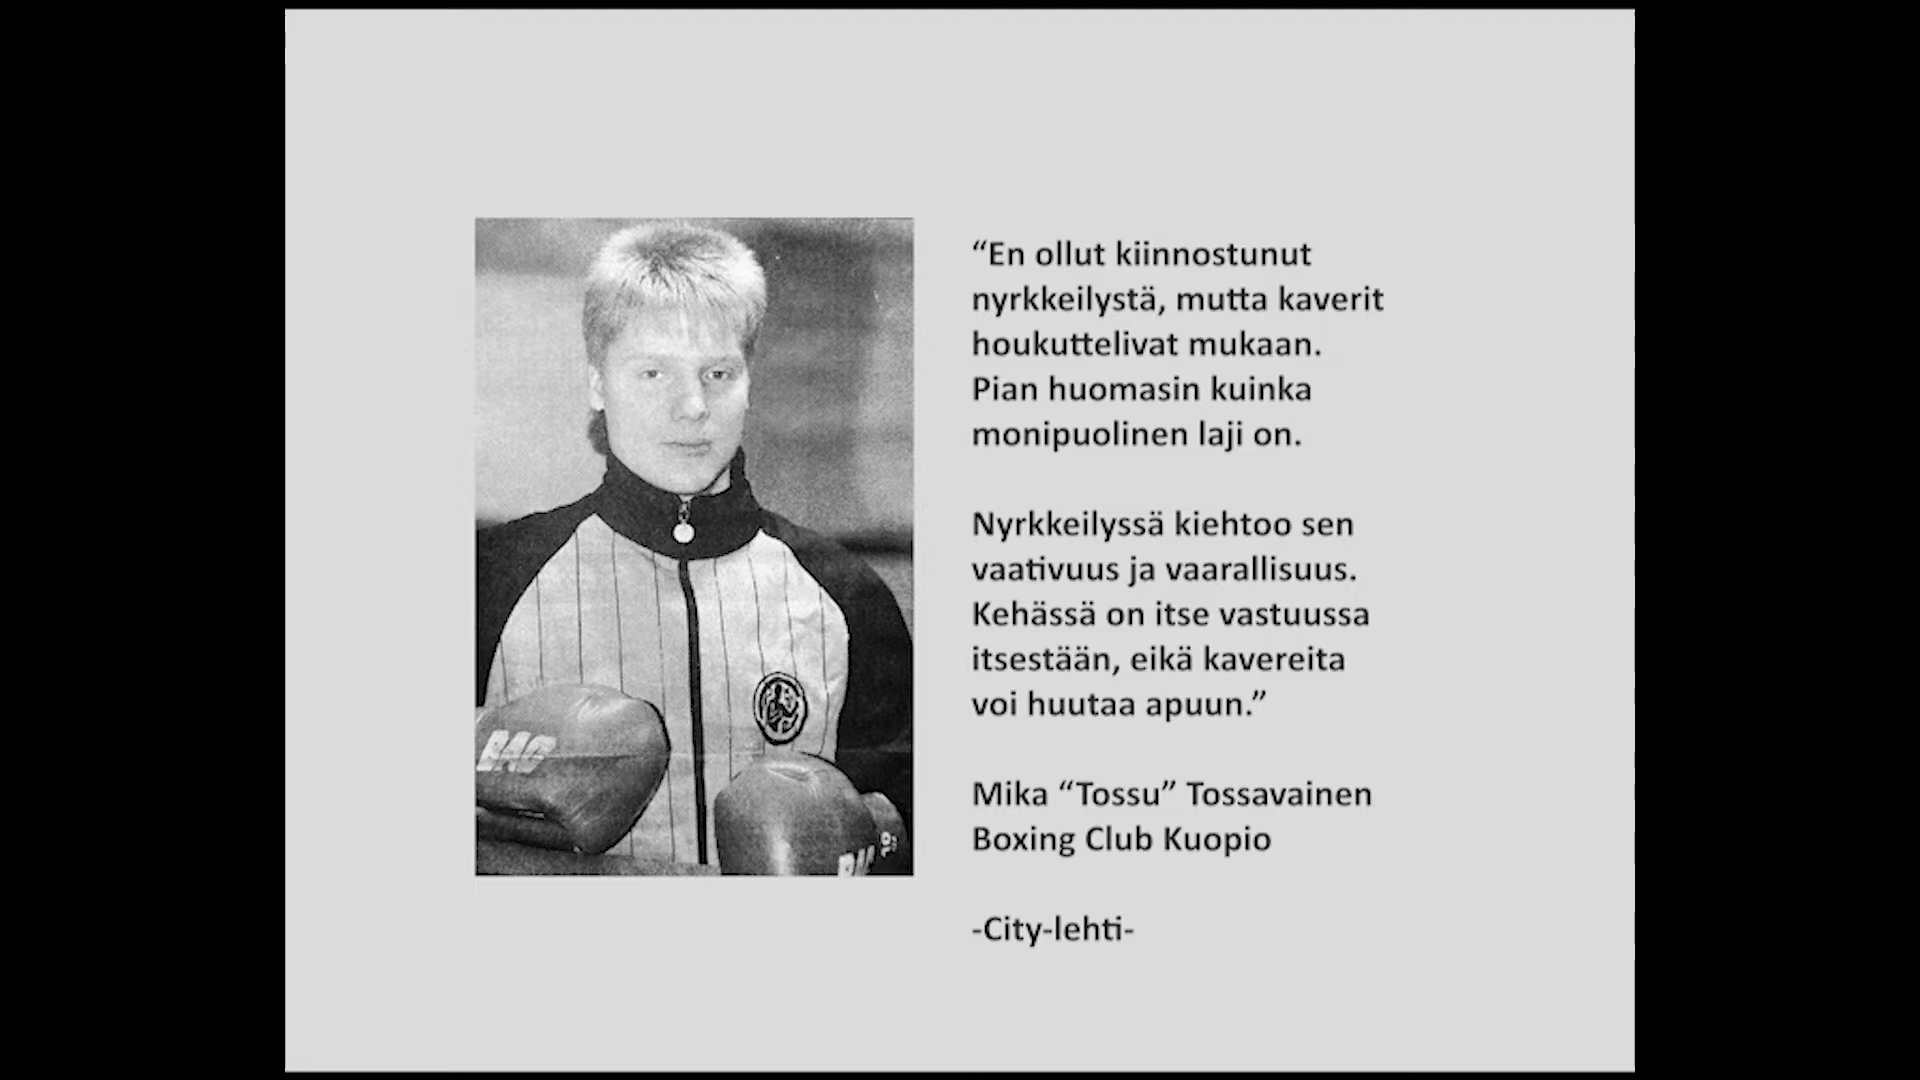 “En ollut kiinnostunut
nyrkkeilystä, mutta kaverit
houkuttelivat mukaan.
Pian huomasin kuinka
monipuolinen laji on.
Nyrkkeilyssä kiehtoo sen
vaativuus ja vaarallisuus.
Kehässä on itse vastuussa
itsestään, eikä kavereita
voi huutaa apuun.”
Mika “Tossu” Tossavainen
Boxing Club Kuopio
-City-lehti-